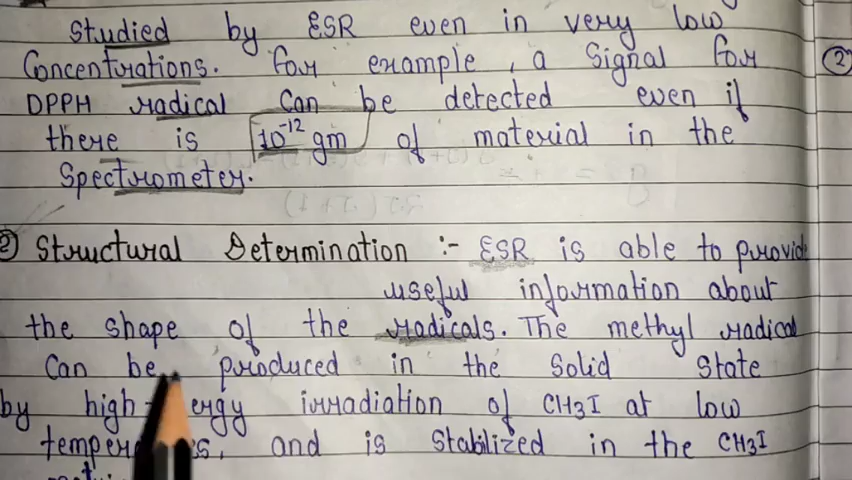 studied by ESR even in very low
Concenturations. For example, a Signal for
DPPH radical Can be detected even if
there is 10⁻¹² gm of material in the
Spectrometer.
② Structural Determination :- ESR is able to provid
useful information about
the shape of the radicals. The methyl radical
Can be produced in the Solid State
by high ergy irradiation of CH3I at low
temper s, and is stabilized in the CH3I
②